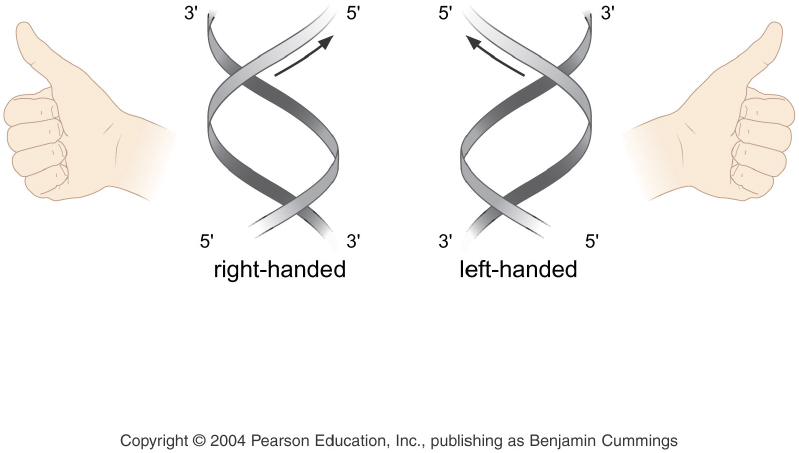 3' 5' 5' 3'
5' 3' 3' 5'
right-handed left-handed
Copyright © 2004 Pearson Education, Inc., publishing as Benjamin Cummings